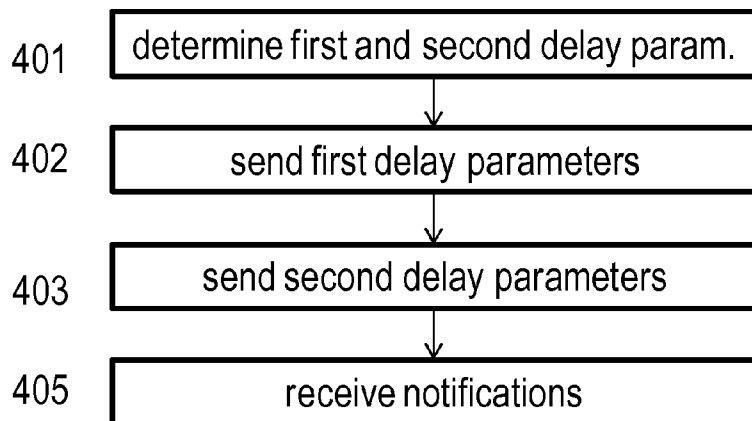 401 determine first and second delay param.
402 send first delay parameters
403 send second delay parameters
405 receive notifications